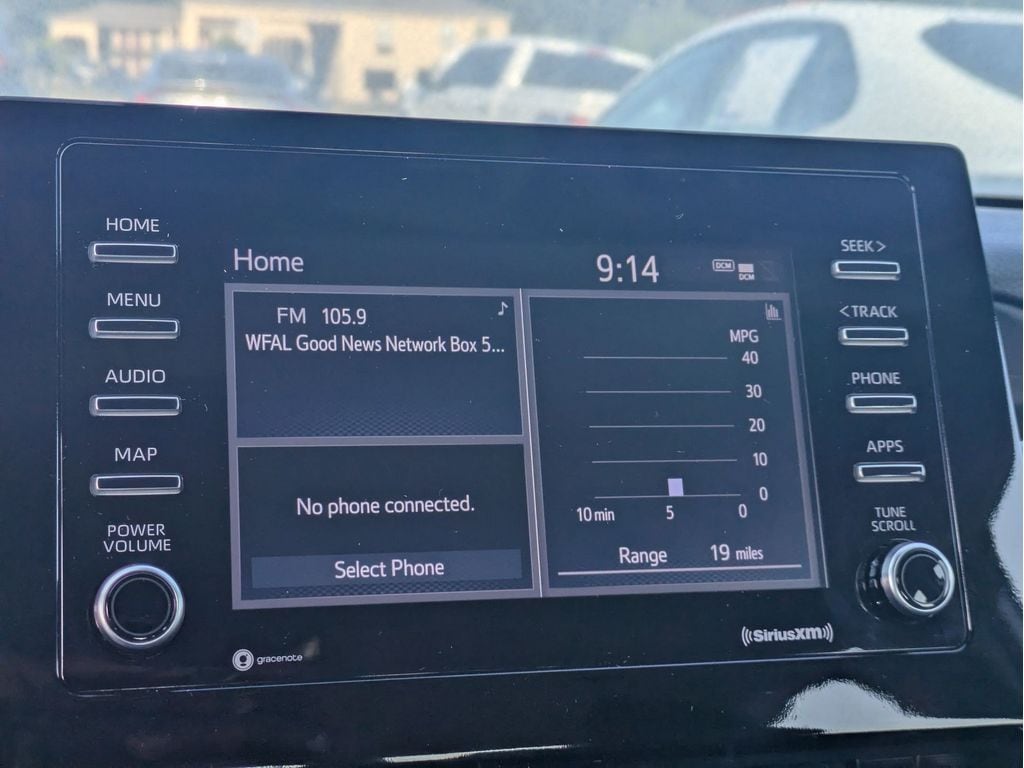 HOME
MENU
AUDIO
MAP
POWER
VOLUME
Home
9:14
DCM
DCM
FM 105.9
WFAL Good News Network Box 5...
No phone connected.
Select Phone
MPG
40
30
20
10
0
10 min 5 0
Range 19 miles
SEEK >
< TRACK
PHONE
APPS
TUNE
SCROLL
gracenote
((SiriusXM))